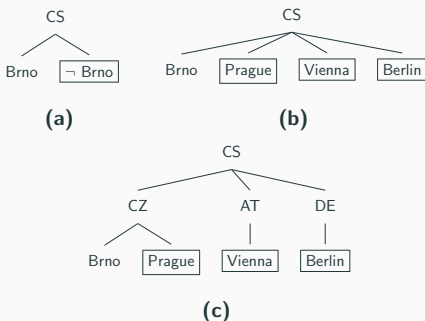 CS
Brno ¬ Brno
(a)
CS
Brno Prague Vienna Berlin
(b)
CS
CZ AT DE
Brno Prague Vienna Berlin
(c)